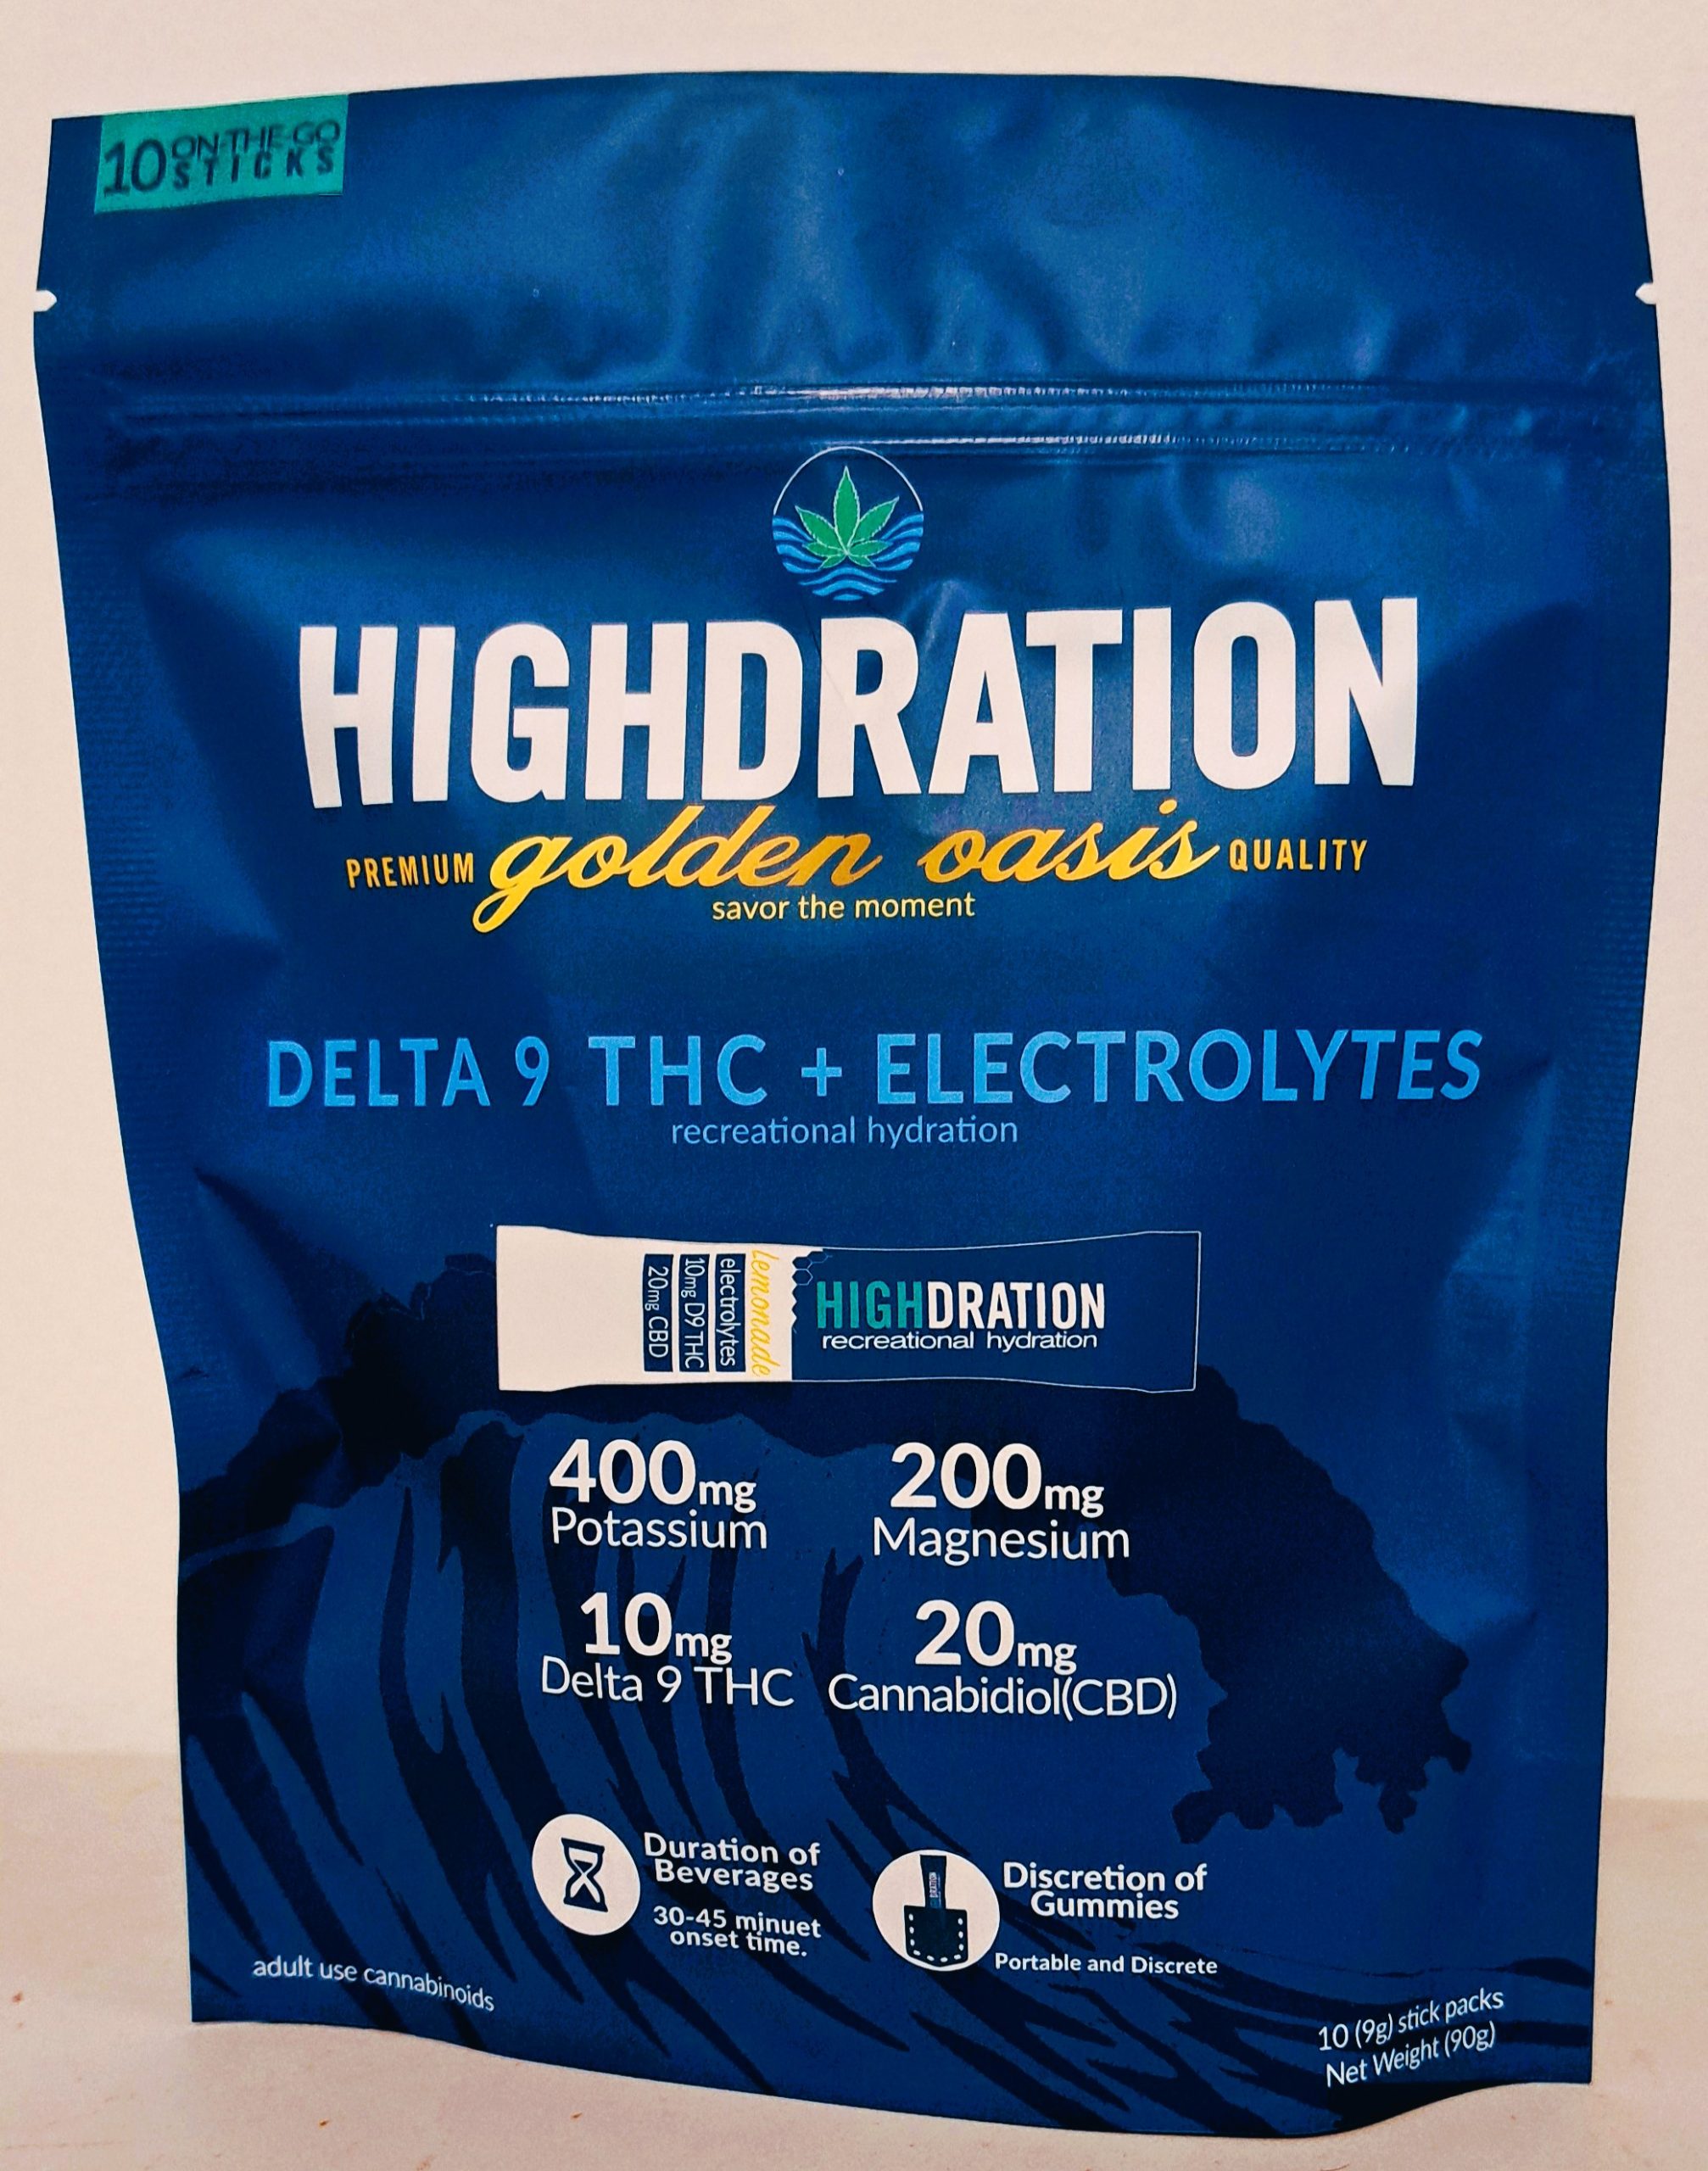 10 ON-THE-GO
STICKS
HIGHDRATION
PREMIUM golden oasis QUALITY
savor the moment
DELTA 9 THC + ELECTROLYTES
recreational hydration
lemonade
electrolytes
10mg D9 THC
20mg CBD
HIGHDRATION
recreational hydration
400mg
Potassium
200mg
Magnesium
10mg
Delta 9 THC
20mg
Cannabidiol(CBD)
Duration of
Beverages
30-45 minuet
onset time.
Discretion of
Gummies
Portable and Discrete
adult use cannabinoids
10 (9g) stick packs
Net Weight (90g)